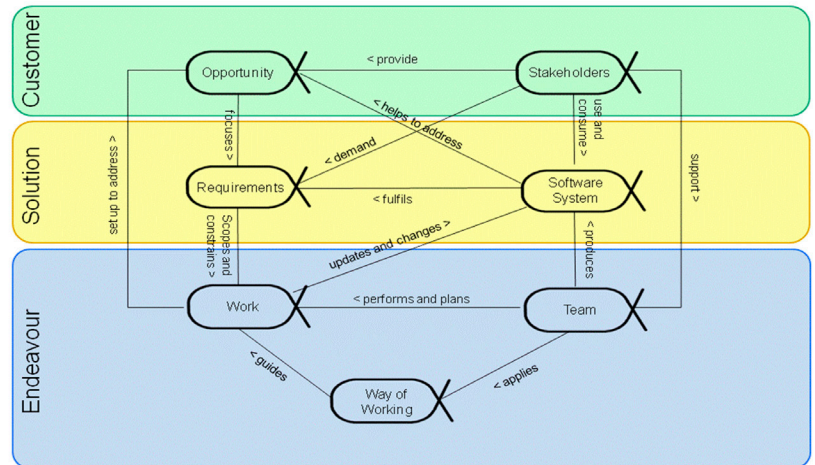 Customer
Opportunity
< provide
Stakeholders
focuses >
< helps to address
use and
consume >
< demand
set up to address <
support >
Solution
Requirements
< fulfils
Software
System
Scopes and
constrains >
updates and changes >
< produces
Endeavour
Work
< performs and plans
Team
< guides
< applies
Way of
Working